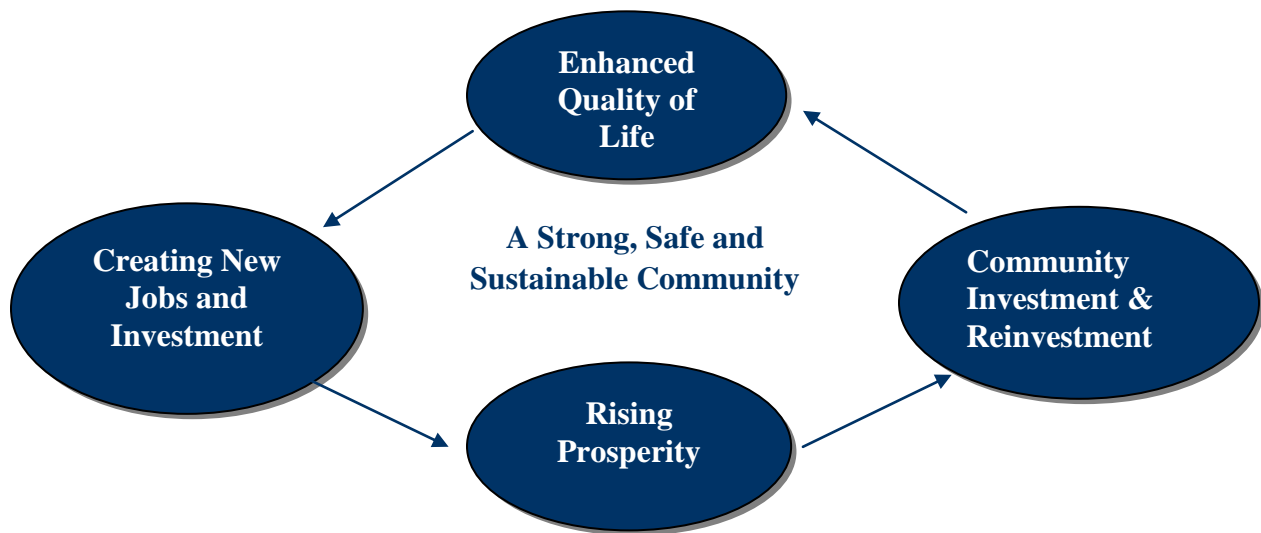 Enhanced
Quality of
Life
A Strong, Safe and
Sustainable Community
Creating New
Jobs and
Investment
Community
Investment &
Reinvestment
Rising
Prosperity